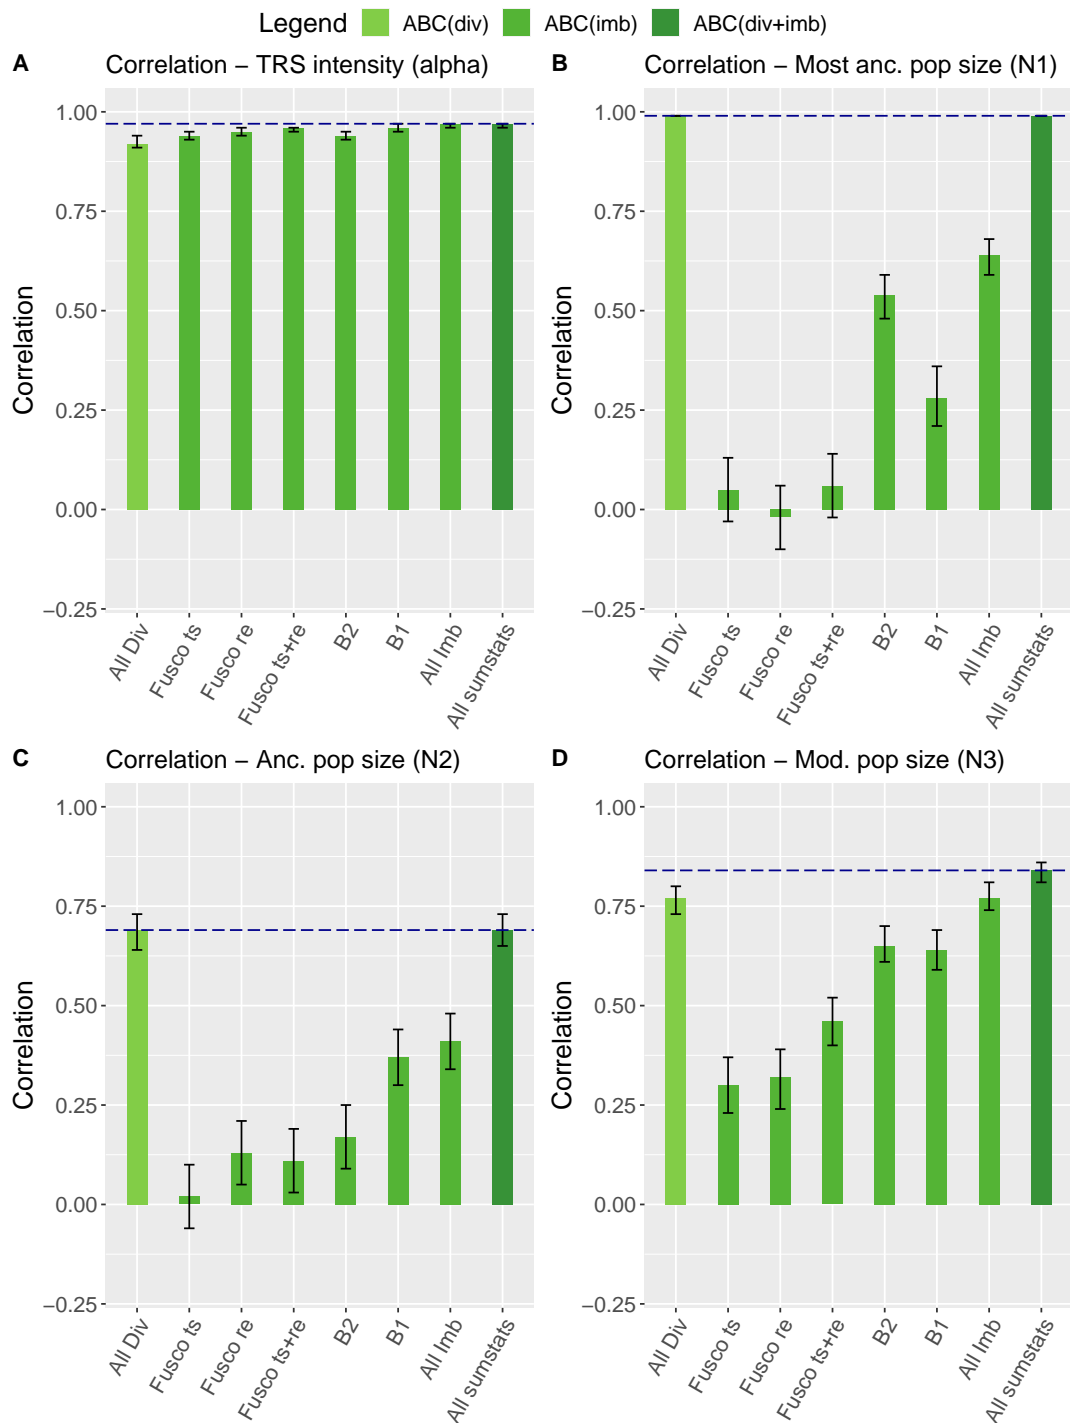 Legend ABC(div) ABC(imb) ABC(div+imb)
A Correlation − TRS intensity (alpha)
1.00
0.75
0.50
0.25
0.00
−0.25
Correlation
All Div
Fusco ts
Fusco re
Fusco ts+re
B2
B1
All Imb
All sumstats
B Correlation − Most anc. pop size (N1)
1.00
0.75
0.50
0.25
0.00
−0.25
Correlation
All Div
Fusco ts
Fusco re
Fusco ts+re
B2
B1
All Imb
All sumstats
C Correlation − Anc. pop size (N2)
1.00
0.75
0.50
0.25
0.00
−0.25
Correlation
All Div
Fusco ts
Fusco re
Fusco ts+re
B2
B1
All Imb
All sumstats
D Correlation − Mod. pop size (N3)
1.00
0.75
0.50
0.25
0.00
−0.25
Correlation
All Div
Fusco ts
Fusco re
Fusco ts+re
B2
B1
All Imb
All sumstats